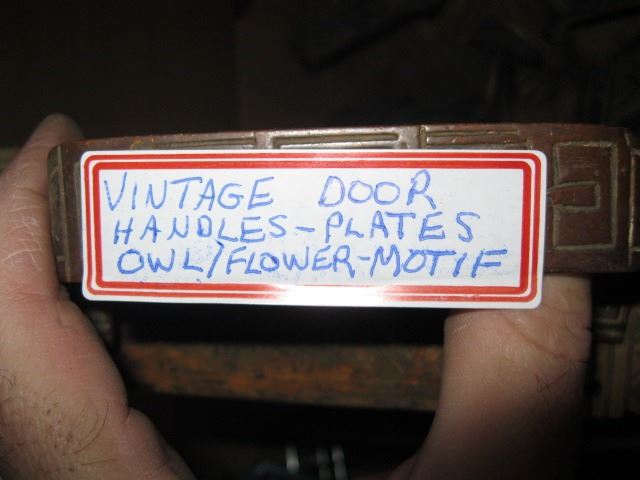 VINTAGE DOOR
HANDLES-PLATES
OWL/FLOWER-MOTIF